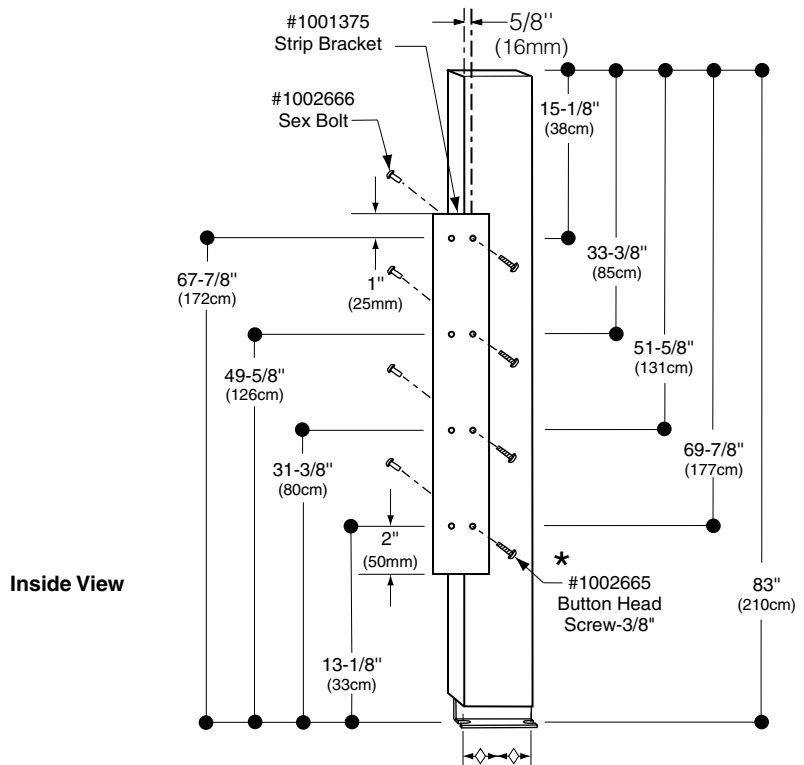 #1001375
Strip Bracket
5/8"
(16mm)
#1002666
Sex Bolt
15-1/8"
(38cm)
33-3/8"
(85cm)
67-7/8"
(172cm)
1"
(25mm)
51-5/8"
(131cm)
49-5/8"
(126cm)
69-7/8"
(177cm)
31-3/8"
(80cm)
2"
(50mm)
*
#1002665
Button Head
Screw-3/8"
83"
(210cm)
Inside View
13-1/8"
(33cm)